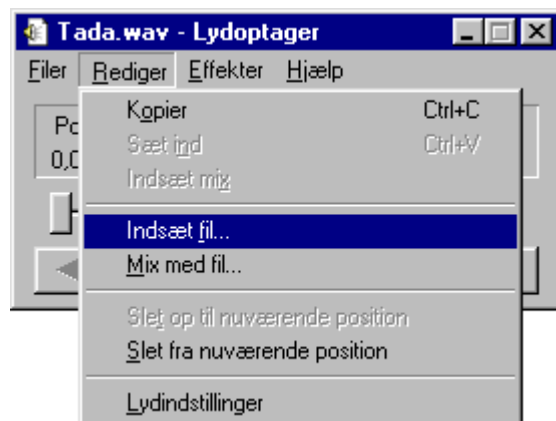 Tada.wav - Lydoptager
Filer Rediger Effekter Hjælp
Kopier Ctrl+C
Sæt ind Ctrl+V
Indsæt mix
Indsæt fil...
Mix med fil...
Slet op til nuværende position
Slet fra nuværende position
Lydindstillinger